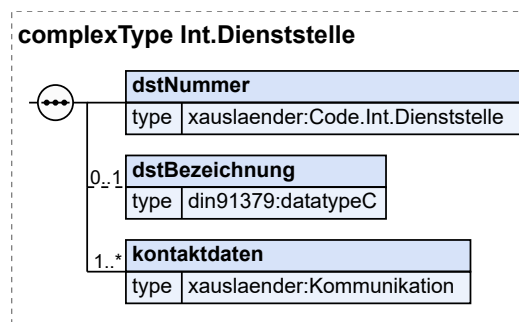 complexType Int.Dienststelle
dstNummer
type xauslaender:Code.Int.Dienststelle
0..1 dstBezeichnung
type din91379:datatypeC
1..* kontaktdaten
type xauslaender:Kommunikation